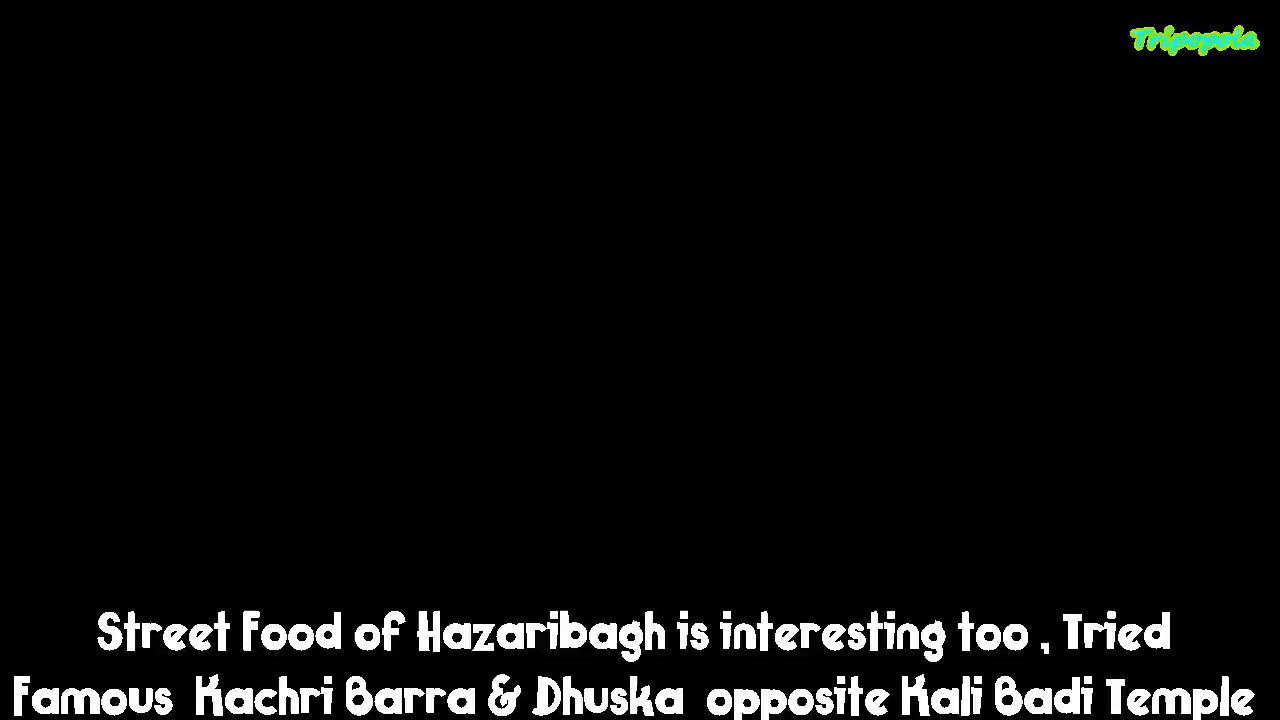 Tripopola
Street Food of Hazaribagh is interesting too , Tried
Famous Kachri Barra & Dhuska opposite Kali Badi Temple